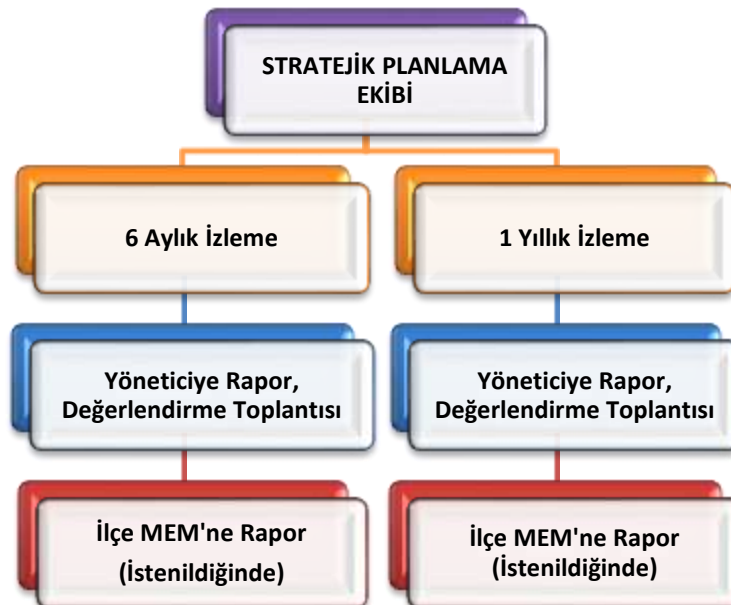 STRATEJİK PLANLAMA
EKİBİ
6 Aylık İzleme
1 Yıllık İzleme
Yöneticiye Rapor,
Değerlendirme Toplantısı
Yöneticiye Rapor,
Değerlendirme Toplantısı
İlçe MEM'ne Rapor
(İstenildiğinde)
İlçe MEM'ne Rapor
(İstenildiğinde)